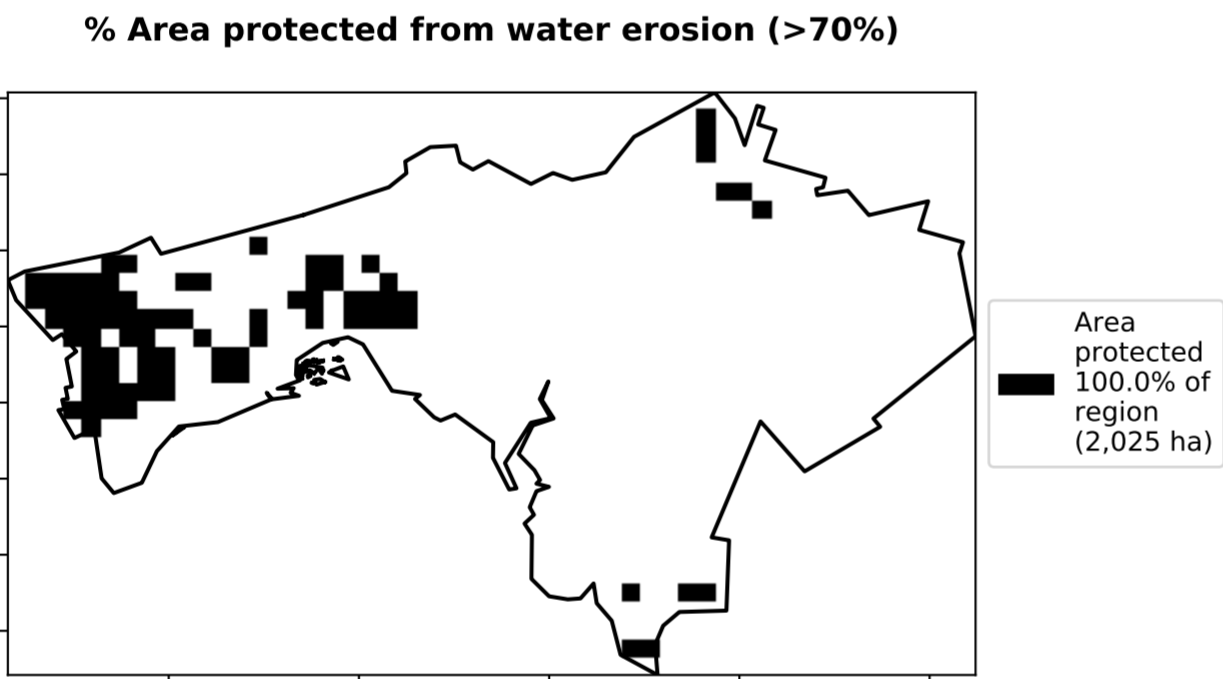 % Area protected from water erosion (>70%)
Area
protected
100.0% of
region
(2,025 ha)